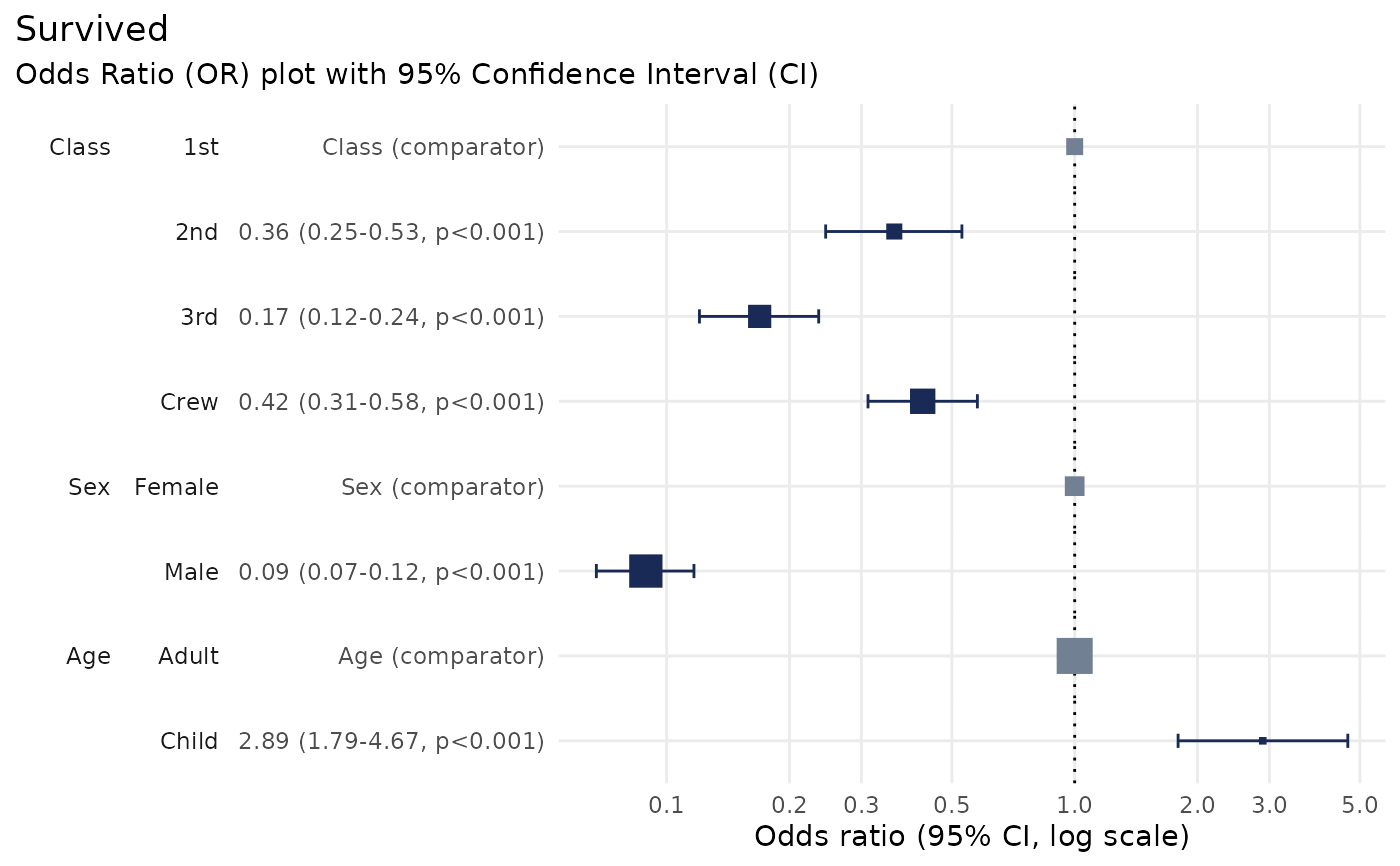 Survived
Odds Ratio (OR) plot with 95% Confidence Interval (CI)
Class 1st Class (comparator)
2nd 0.36 (0.25-0.53, p<0.001)
3rd 0.17 (0.12-0.24, p<0.001)
Crew 0.42 (0.31-0.58, p<0.001)
Sex Female Sex (comparator)
Male 0.09 (0.07-0.12, p<0.001)
Age Adult Age (comparator)
Child 2.89 (1.79-4.67, p<0.001)
0.1 0.2 0.3 0.5 1.0 2.0 3.0 5.0
Odds ratio (95% CI, log scale)